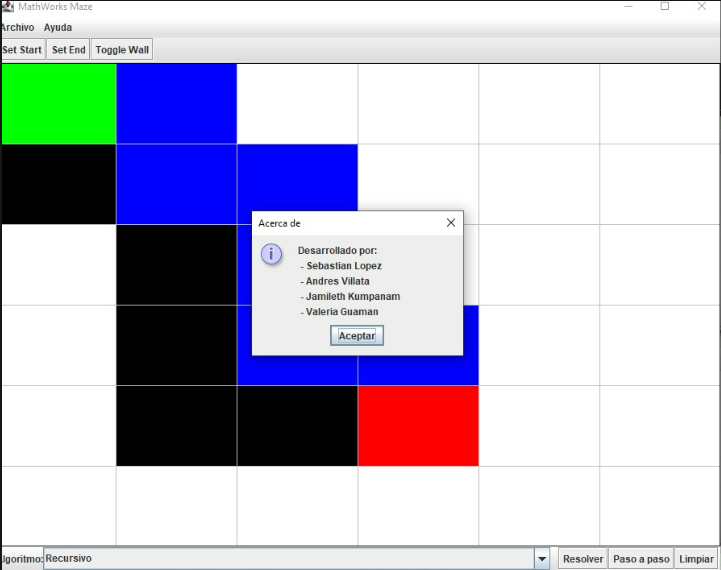 MathWorks Maze
Archivo Ayuda
Set Start Set End Toggle Wall
Acerca de
Desarrollado por:
- Sebastian Lopez
- Andres Villata
- Jamileth Kumpanam
- Valeria Guaman
Aceptar
lgoritmo: Recursivo Resolver Paso a paso Limpiar